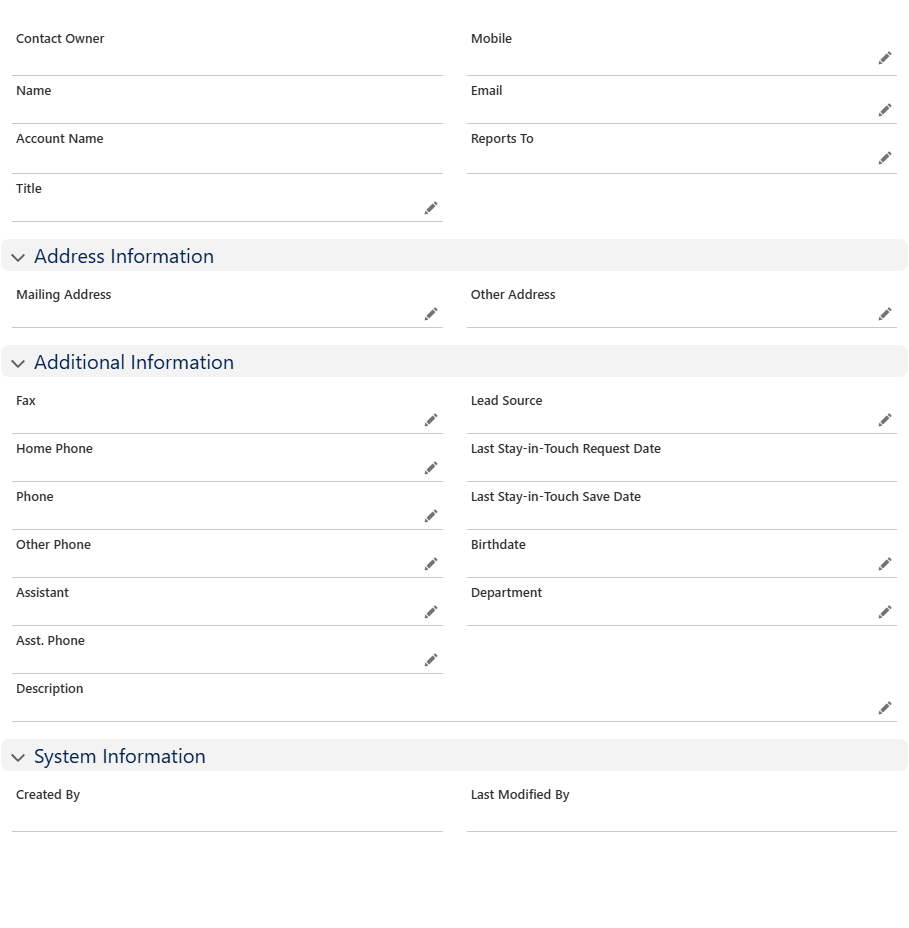 Contact Owner
Mobile
Name
Email
Account Name
Reports To
Title
Address Information
Mailing Address
Other Address
Additional Information
Fax
Lead Source
Home Phone
Last Stay-in-Touch Request Date
Phone
Last Stay-in-Touch Save Date
Other Phone
Birthdate
Assistant
Department
Asst. Phone
Description
System Information
Created By
Last Modified By